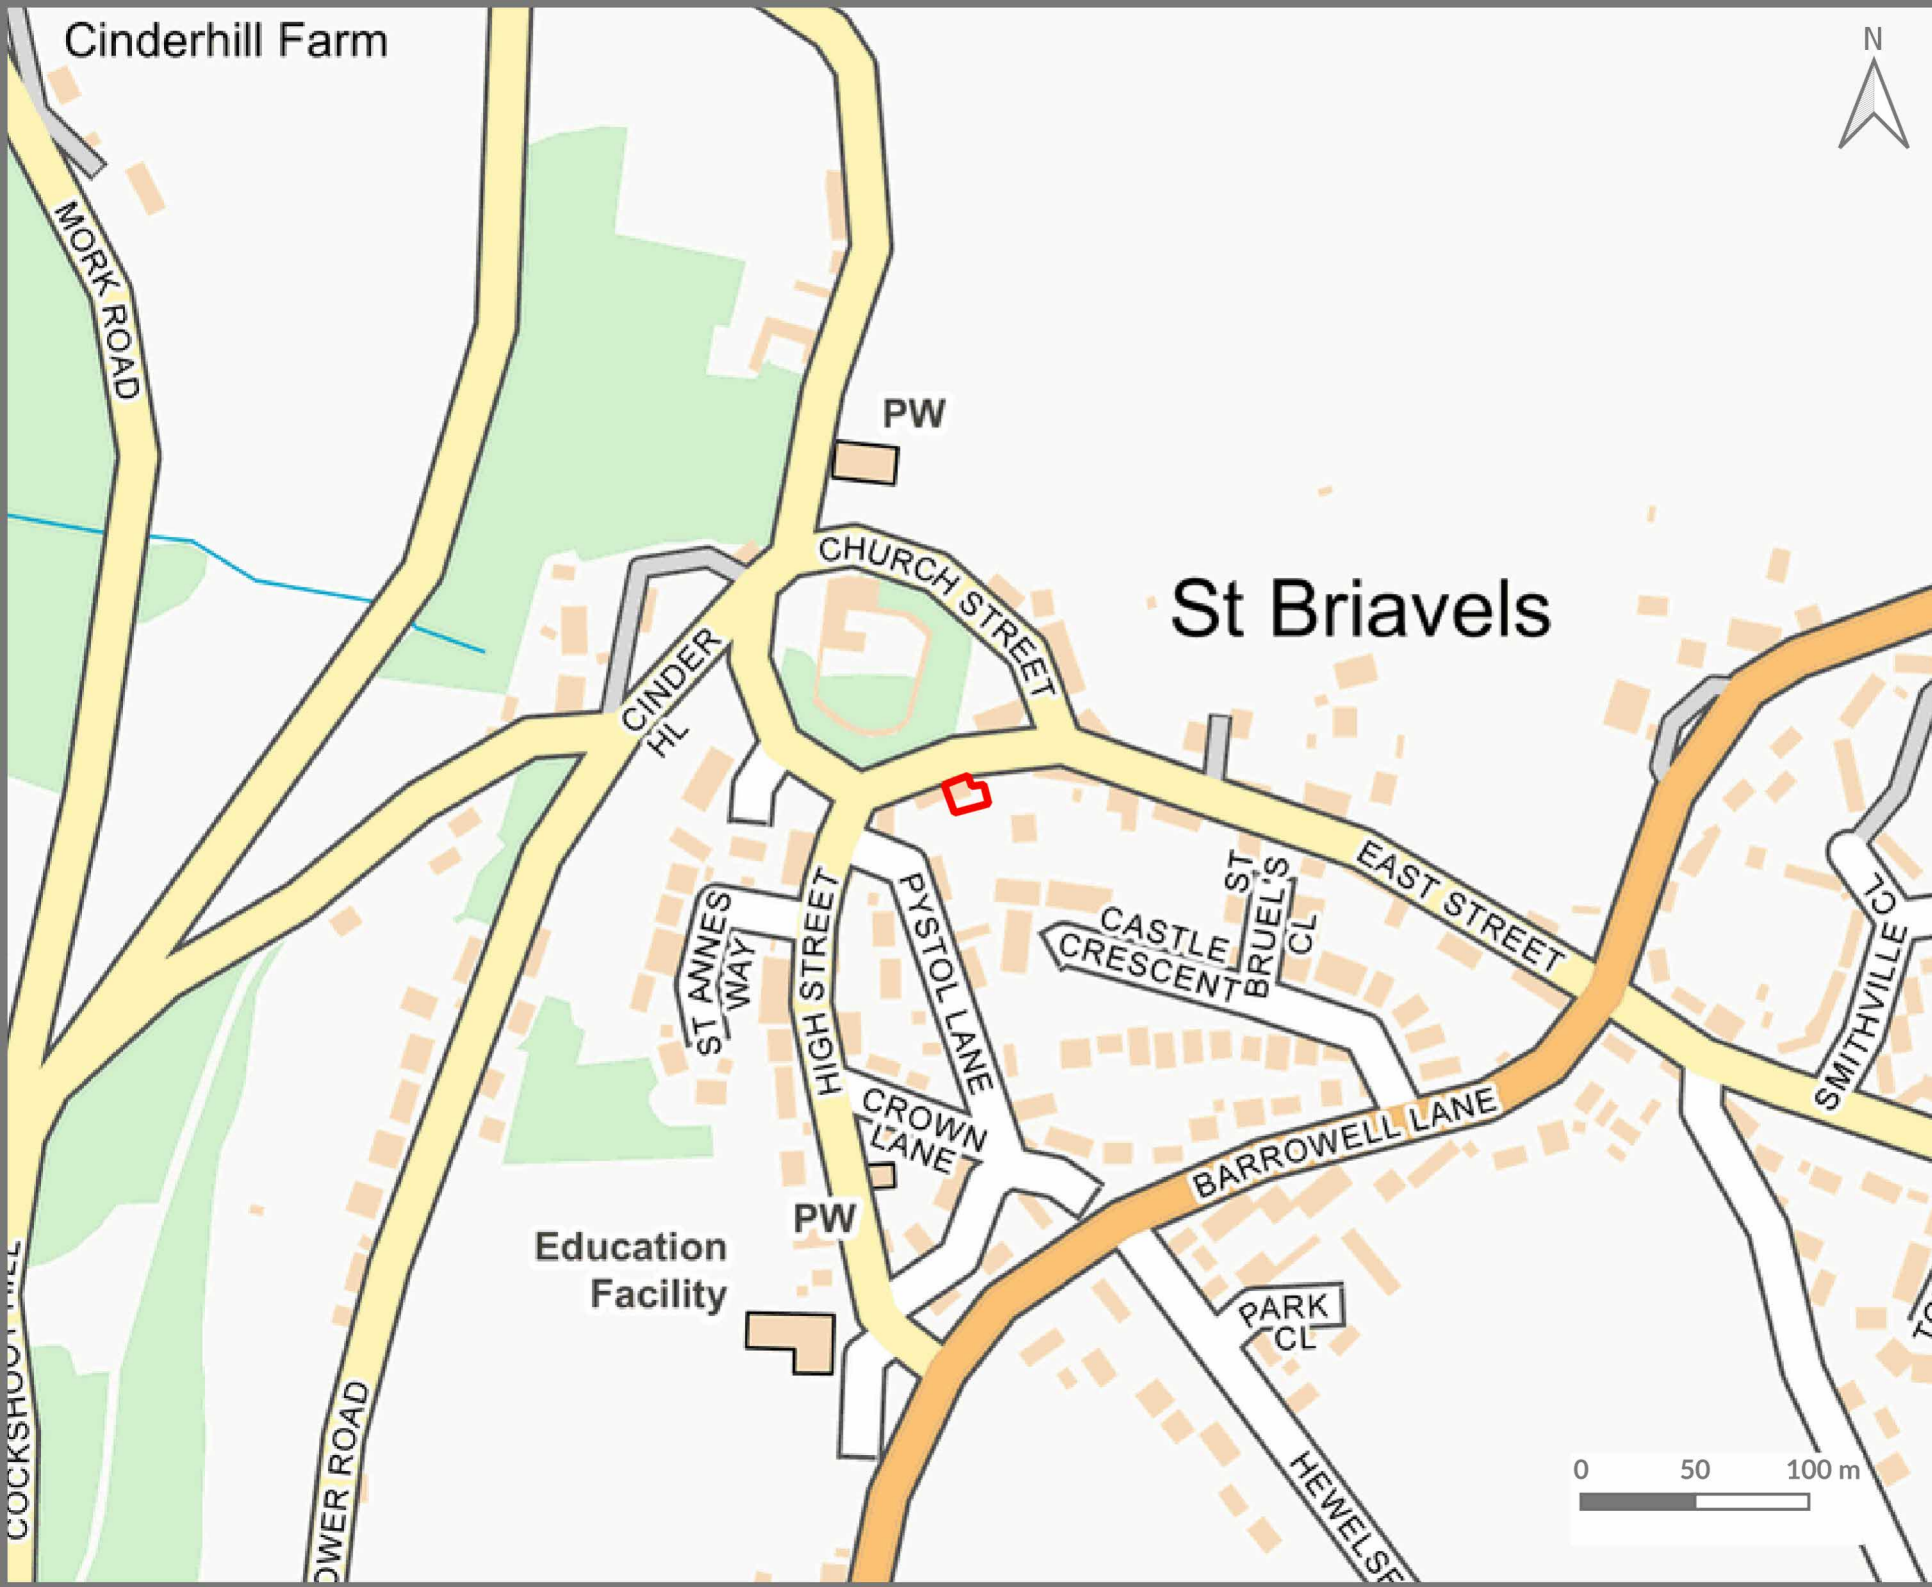 Cinderhill Farm
N
MORK ROAD
PW
CHURCH STREET
St Briavels
CINDER
HL
EAST STREET
ST
BRUEL'S
CL
CASTLE
CRESCENT
PYSTOL LANE
HIGH STREET
ST ANNES
WAY
SMITHVILLE CL
CROWN
LANE
BARROWELL LANE
PW
Education
Facility
PARK
CL
COCKSHOOT HILL
OWER ROAD
HEWELSF
0 50 100 m